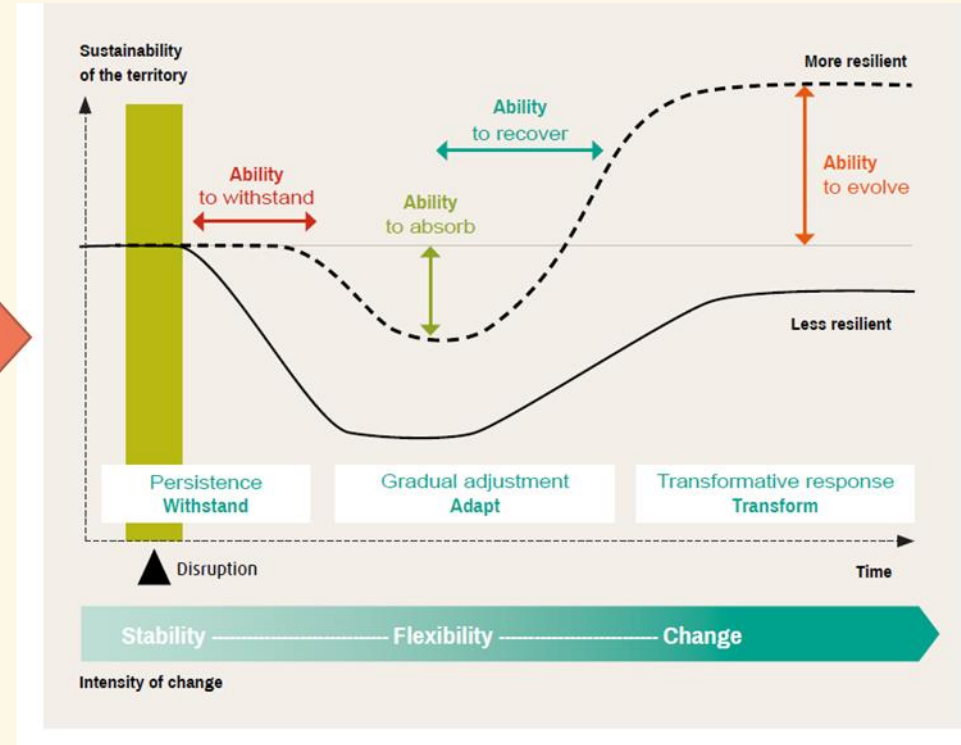 Sustainability
of the territory
More resilient
Ability
to recover
Ability
to withstand
Ability
to absorb
Ability
to evolve
Less resilient
Persistence
Withstand
Gradual adjustment
Adapt
Transformative response
Transform
Disruption
Time
Stability
Flexibility
Change
Intensity of change